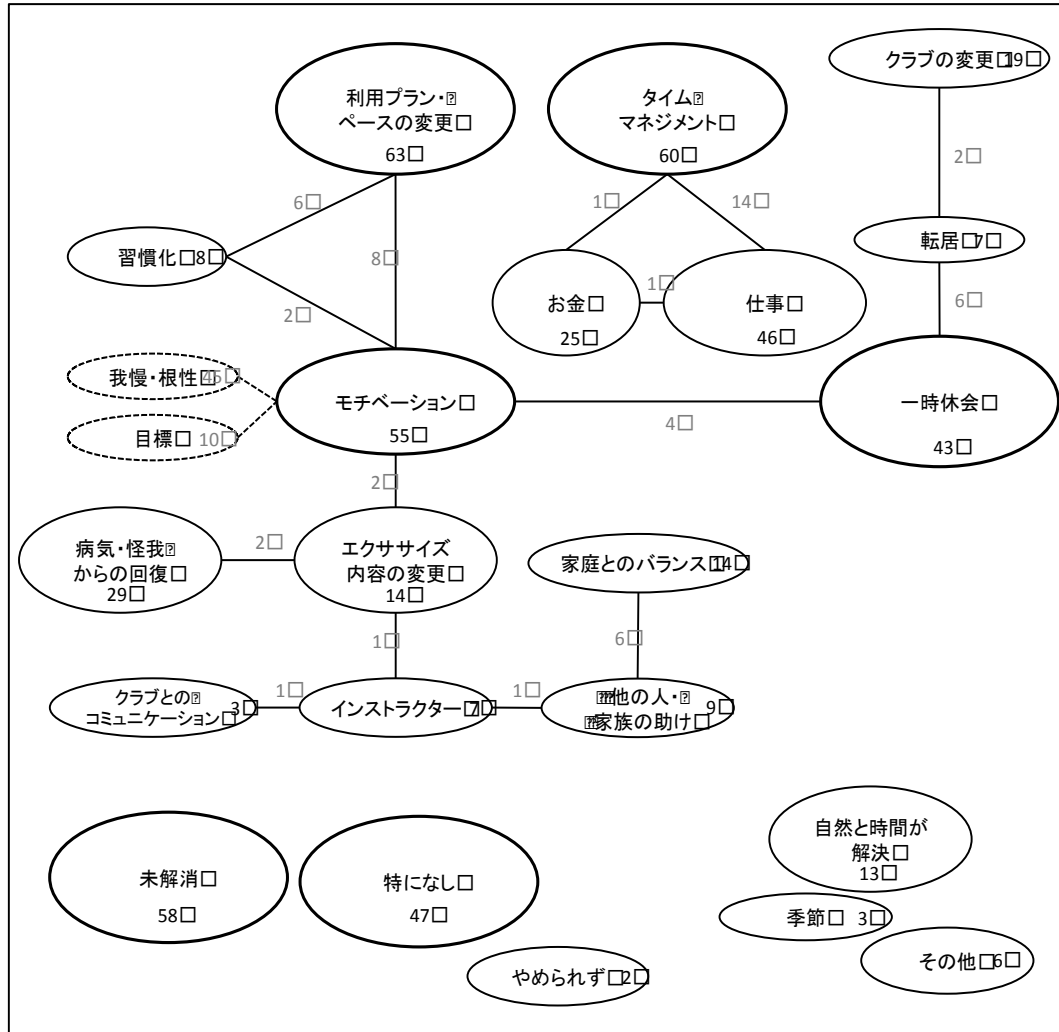 利用プラン・
ペースの変更
63
タイム
マネジメント
60
クラブの変更 19
2
6
1
14
習慣化 8
8
転居 7
お金
25
1
仕事
46
6
2
我慢・根性 45
目標 10
モチベーション
55
4
一時休会
43
2
病気・怪我
からの回復
29
2
エクササイズ
内容の変更
14
家庭とのバランス 14
1
6
クラブとの
コミュニケーション 3
1
インストラクター 7
1
他の人・
家族の助け 9
未解消
58
特になし
47
自然と時間が
解決
13
季節 3
やめられず 2
その他 6